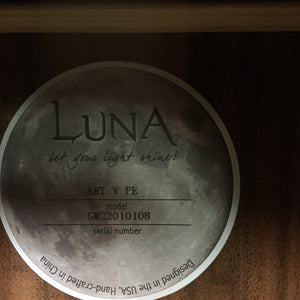 LUNA
Let your light shine!
ART V PE
model
SM22010108
serial number
Designed in the USA, Hand-crafted in China